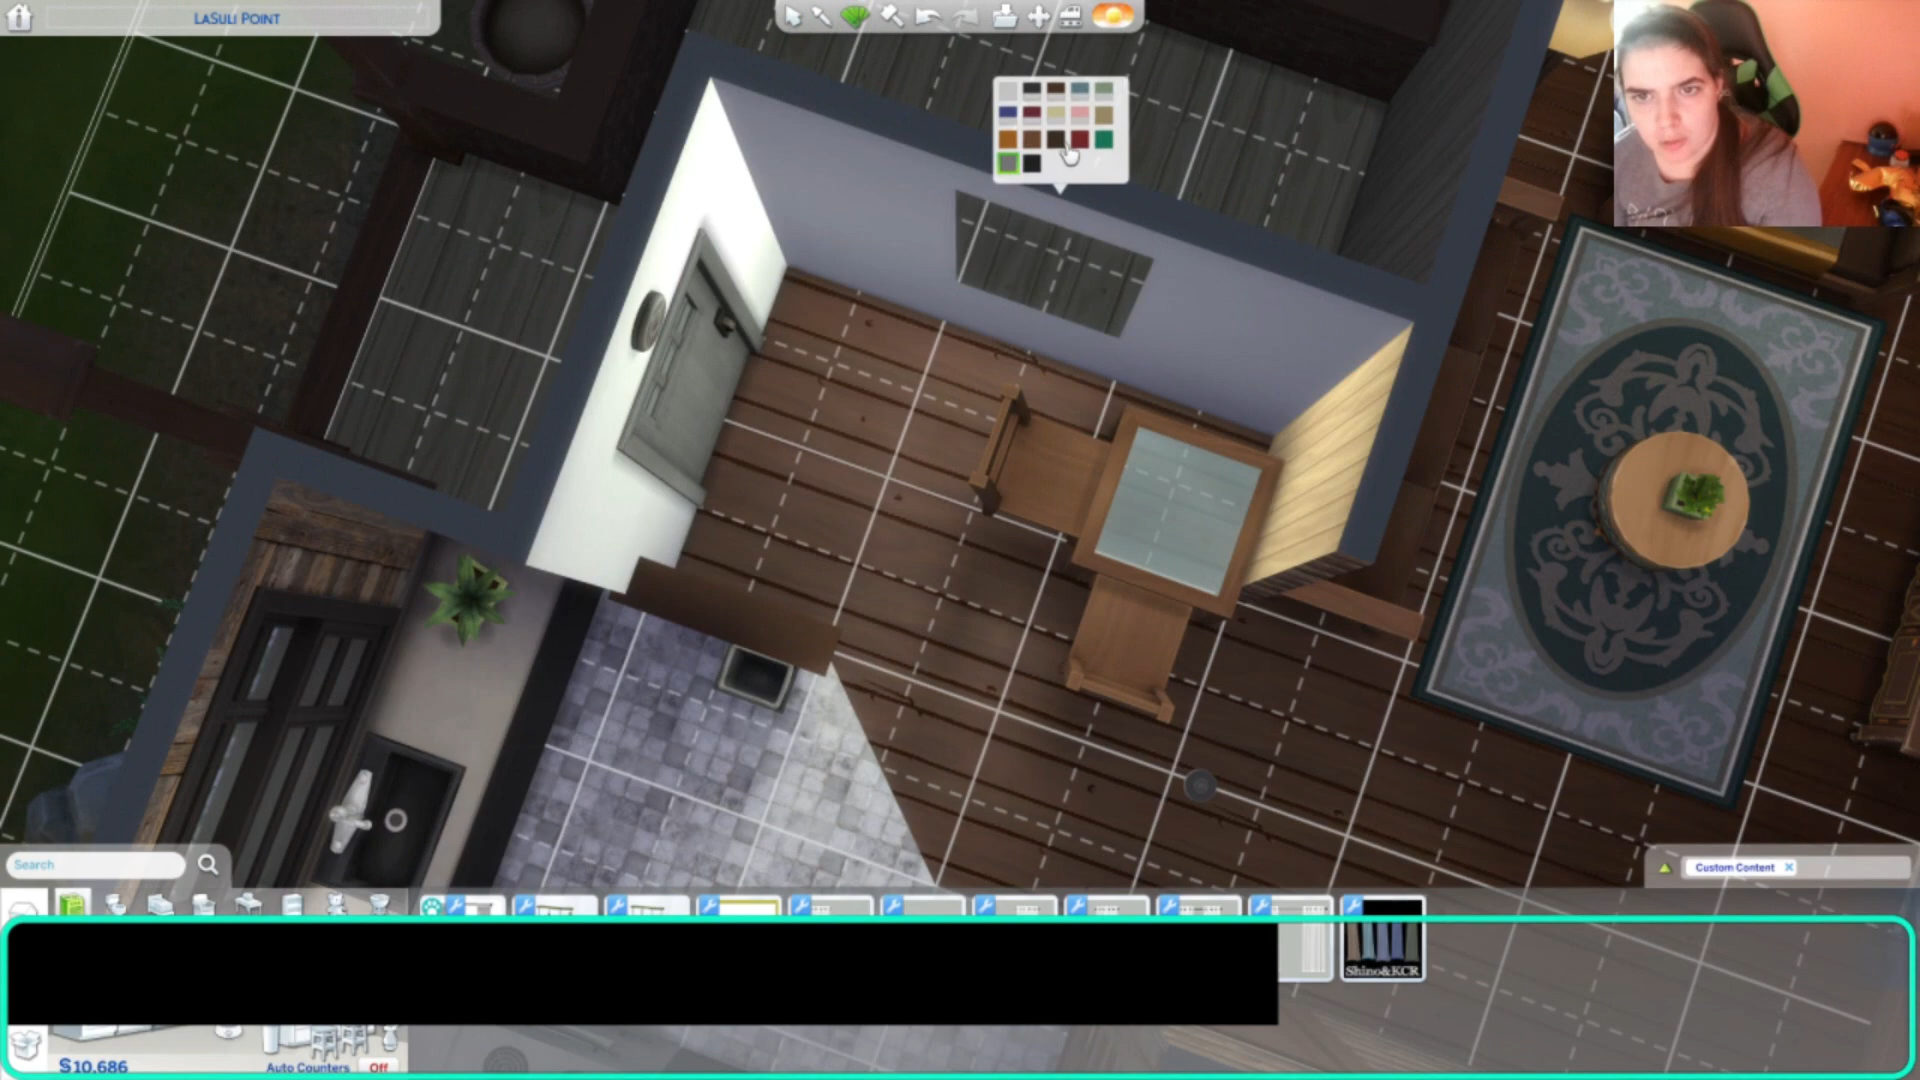 LaSuli Point
Search
Custom Content
Shino&KCR
§10,686
Auto Counters Off